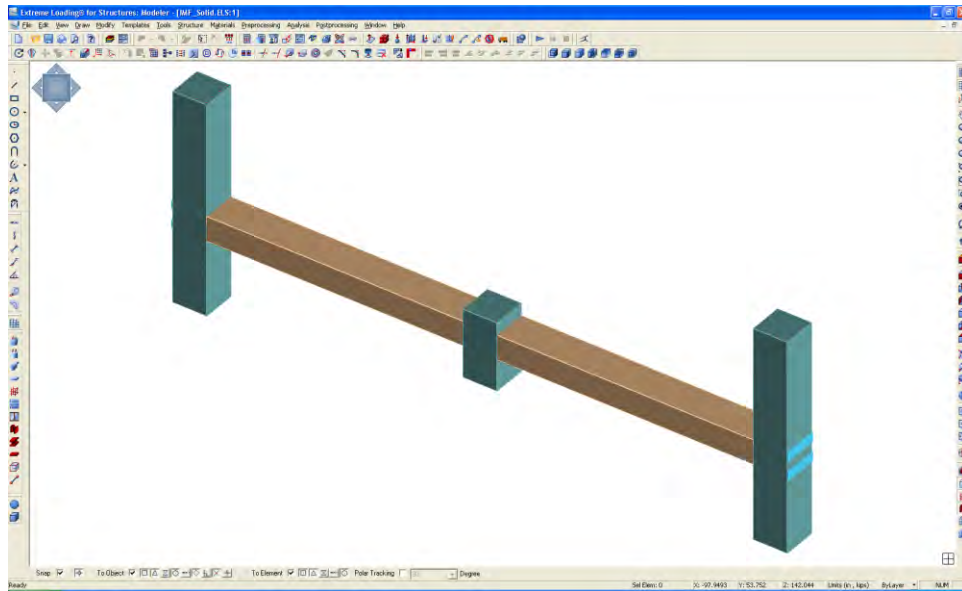 Extreme Loading® for Structures: Modeler - [IMF_Solid.ELS:1]
File Edit View Draw Modify Templates Tools Structure Materials Preprocessing Analysis Postprocessing Window Help
A
Snap To Object To Element Polar Tracking Degree
Ready Sel Elem: 0 X: -97.9493 Y: 53.752 Z: 142.044 Units (in , kips) ByLayer NUM